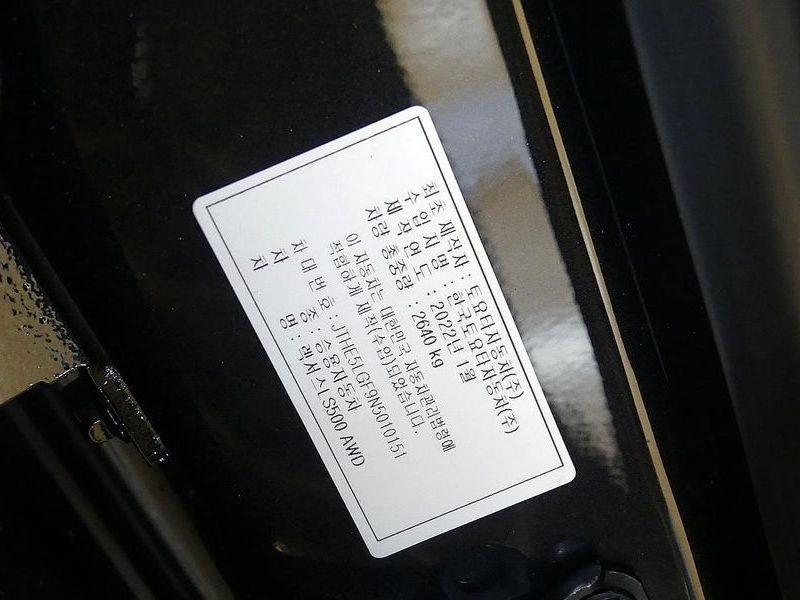 최초 제작자 : 도요타자동차(주)
수 입 자 명 : 한국도요타자동차(주)
제 작 연 도 : 2022년 1월
차량 총중량 : 2640 kg
이 자동차는 대한민국 자동차관리법령에
적합하게 제작(수입)되었습니다.
차 대 번 호 : JTHE5LGF9N5010151
차 종 : 승용자동차
차 명 : 렉서스LS500 AWD